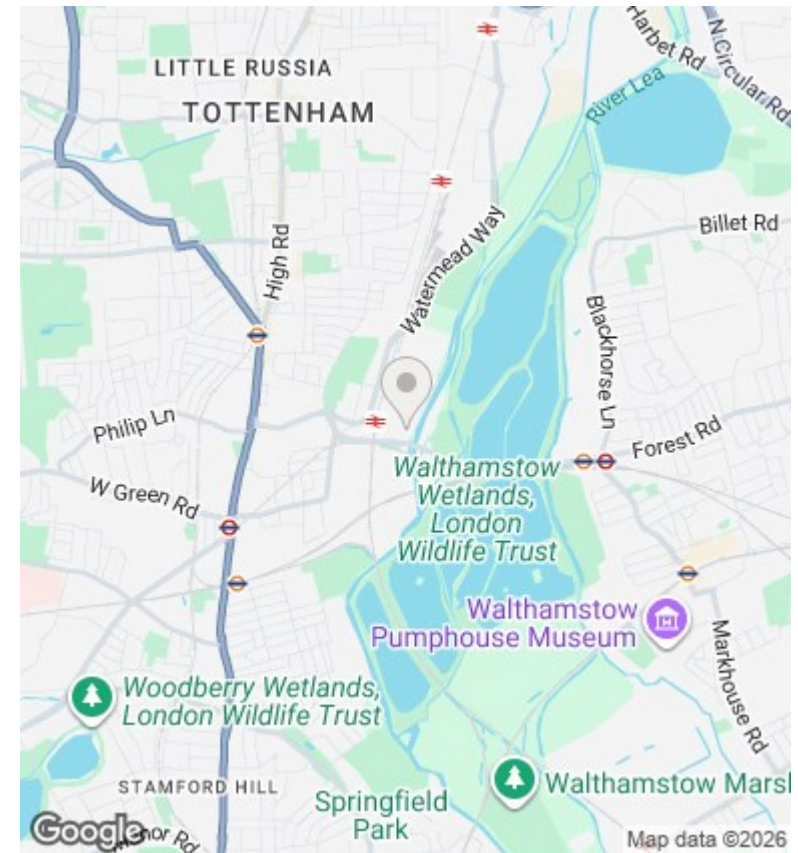 Harbet Rd
N Circular Rd
LITTLE RUSSIA
TOTTENHAM
River Lea
Billet Rd
High Rd
Watermead Way
Blackhorse Ln
Philip Ln
Forest Rd
W Green Rd
Walthamstow
Wetlands,
London
Wildlife Trust
Walthamstow
Pumphouse Museum
Markhouse Rd
Woodberry Wetlands,
London Wildlife Trust
STAMFORD HILL
Springfield
Park
Walthamstow Marsh
Google
Manor Rd
Map data ©2026